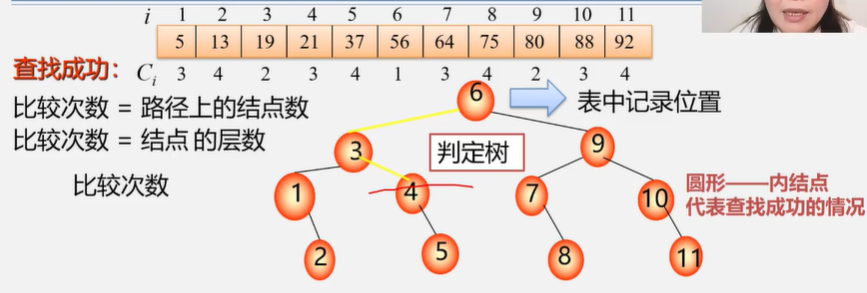 i 1 2 3 4 5 6 7 8 9 10 11
5 13 19 21 37 56 64 75 80 88 92
查找成功: Ci 3 4 2 3 4 1 3 4 2 3 4
比较次数 = 路径上的结点数
比较次数 = 结点的层数
比较次数
6
表中记录位置
3
判定树
9
1
4
7
10
圆形——内结点
代表查找成功的情况
2
5
8
11